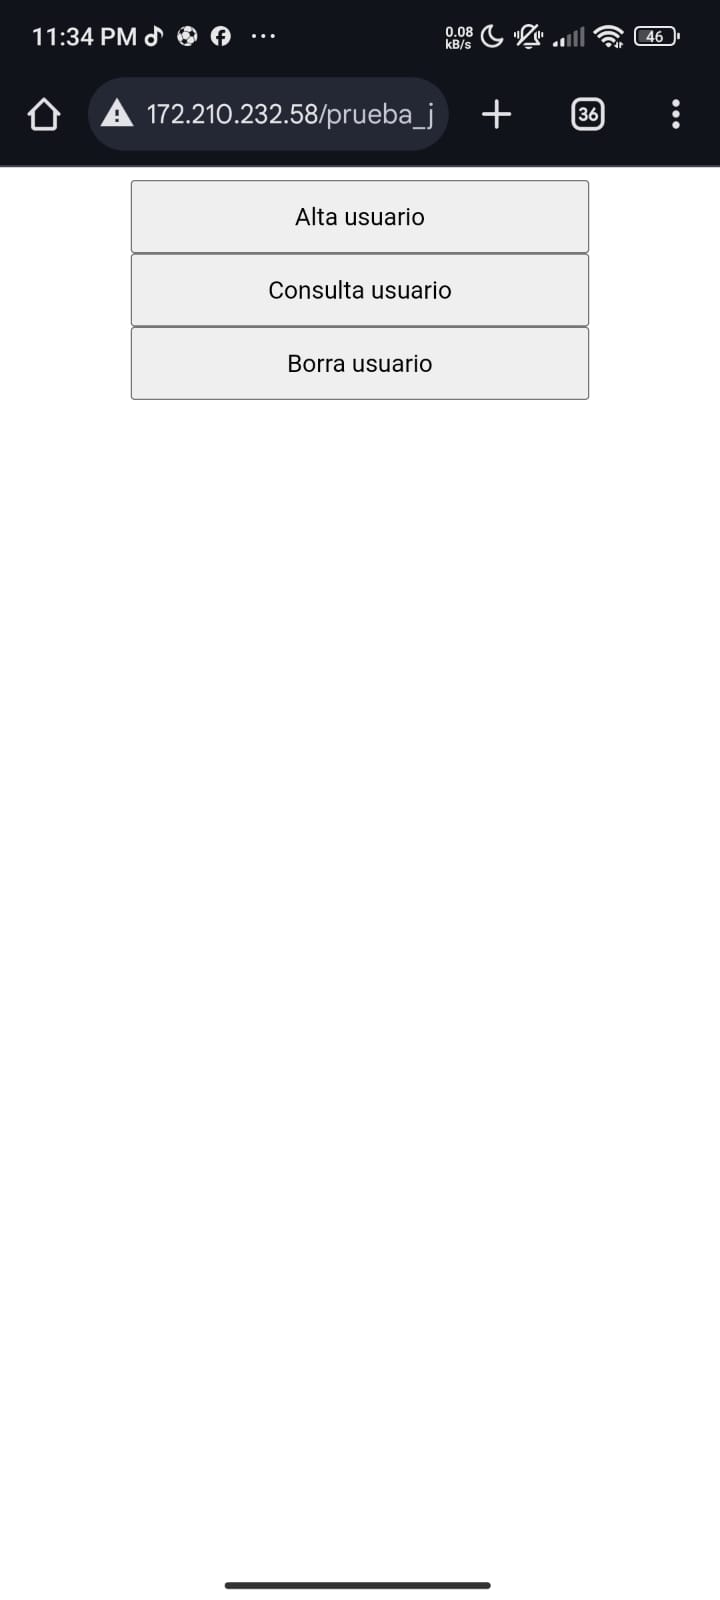 11:34 PM
0.08 kB/s
46
172.210.232.58/prueba_j
36
Alta usuario
Consulta usuario
Borra usuario